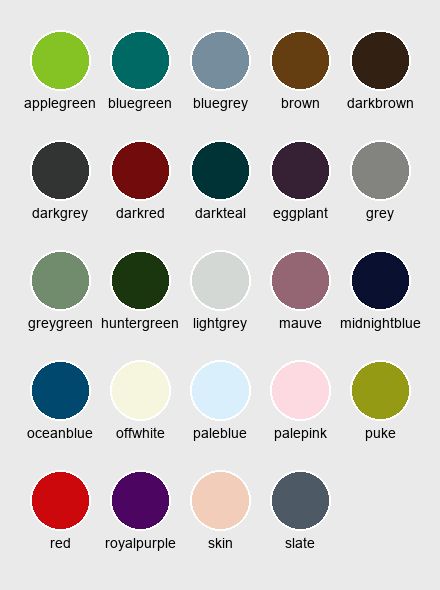 applegreen bluegreen bluegrey brown darkbrown
darkgrey darkred darkteal eggplant grey
greygreen huntergreen lightgrey mauve midnightblue
oceanblue offwhite paleblue palepink puke
red royalpurple skin slate